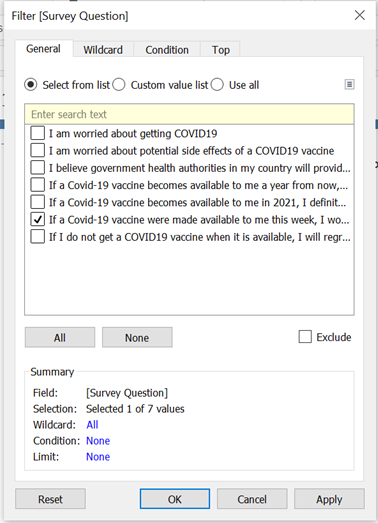 Filter [Survey Question]
General Wildcard Condition Top
Select from list Custom value list Use all
Enter search text
I am worried about getting COVID19
I am worried about potential side effects of a COVID19 vaccine
I believe government health authorities in my country will provid...
If a Covid-19 vaccine becomes available to me a year from now,...
If a Covid-19 vaccine becomes available to me in 2021, I definit...
If a Covid-19 vaccine were made available to me this week, I wo...
If I do not get a COVID19 vaccine when it is available, I will regr...
All None Exclude
Summary
Field: [Survey Question]
Selection: Selected 1 of 7 values
Wildcard: All
Condition: None
Limit: None
Reset OK Cancel Apply